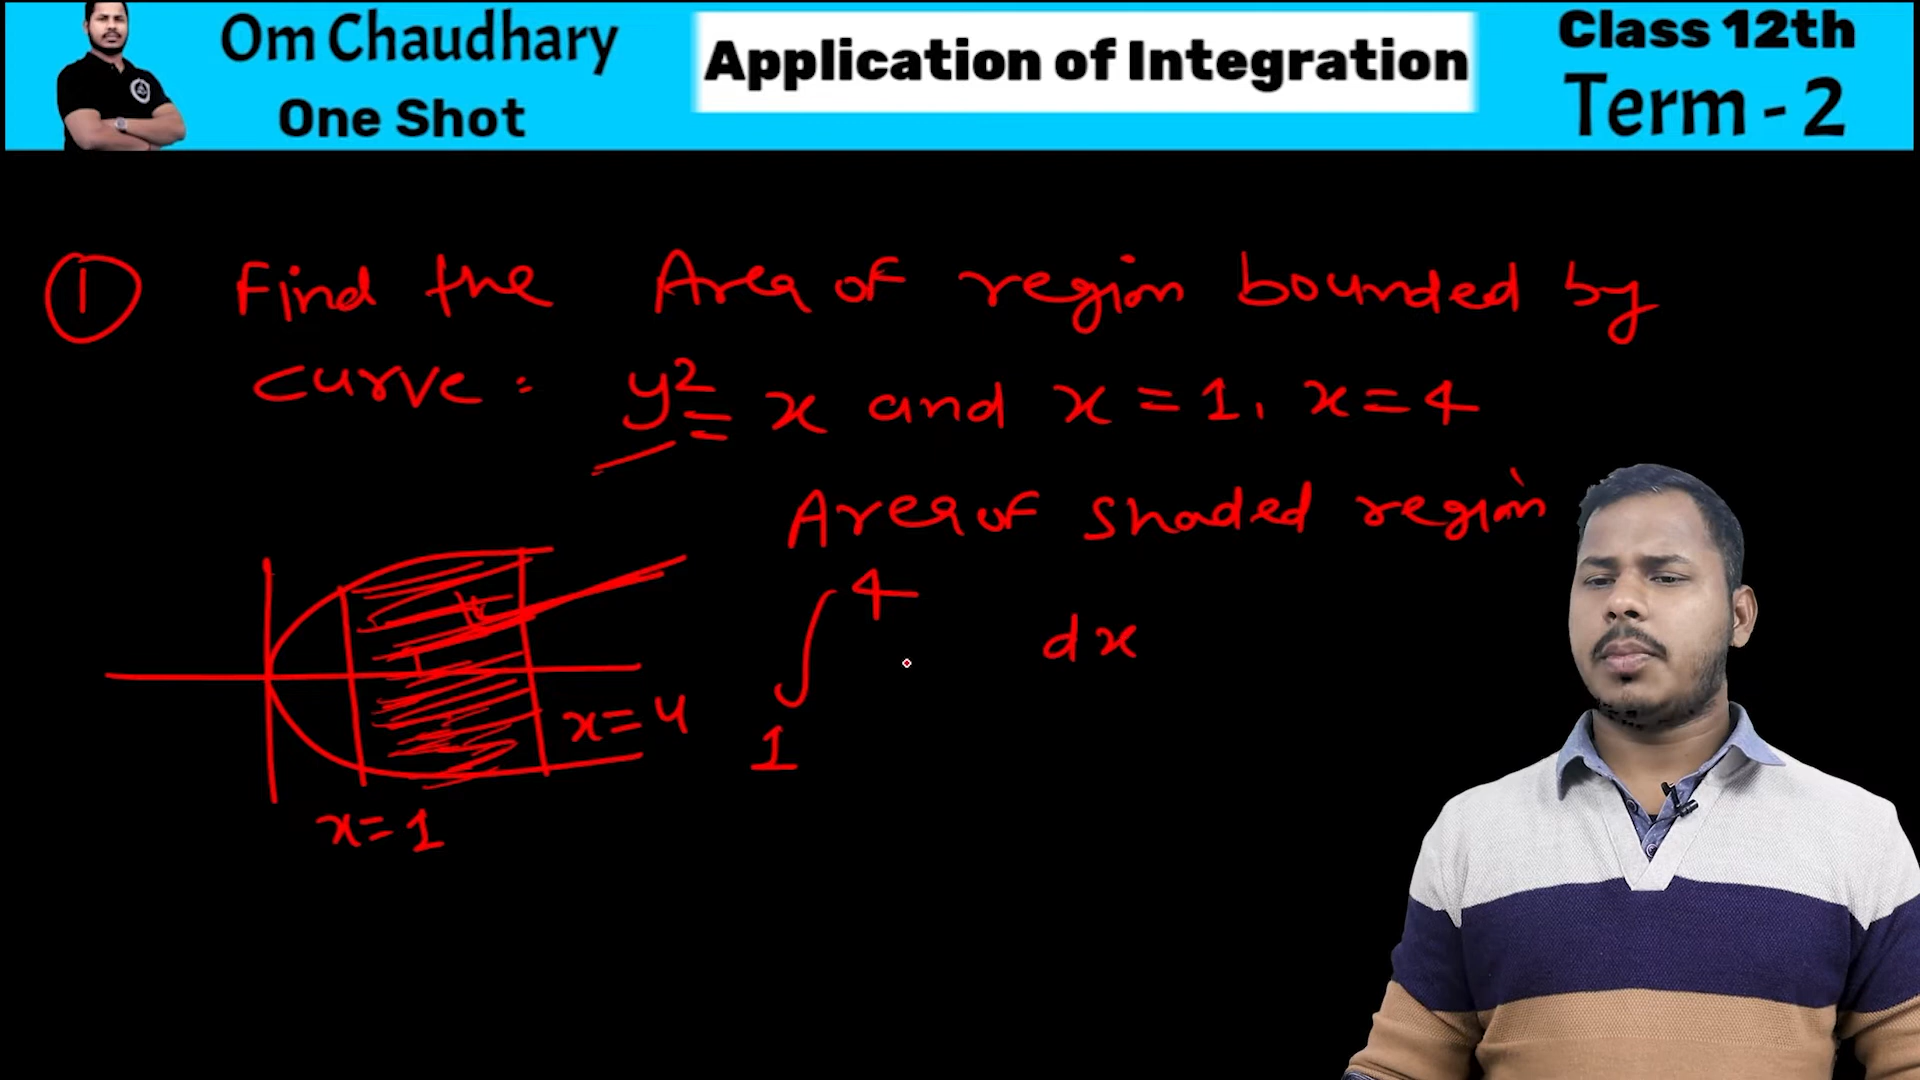 Om Chaudhary
One Shot
Application of Integration
Class 12th
Term - 2
① Find the Area of region bounded by
curve: y² = x and x = 1, x = 4
Area of shaded region
∫ 4 dx
1
x = 4
x = 1